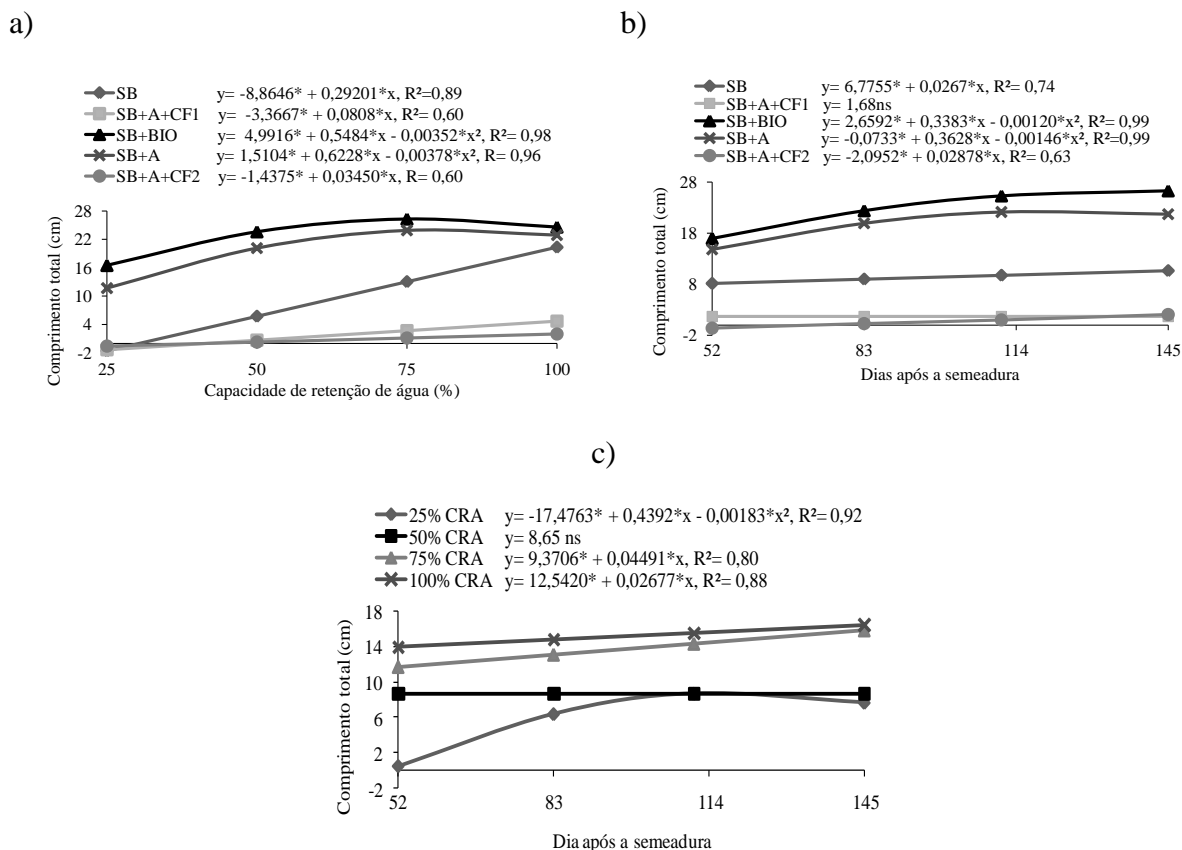 a)
SB y= -8,8646* + 0,29201*x, R²=0,89
SB+A+CF1 y= -3,3667* + 0,0808*x, R²= 0,60
SB+BIO y= 4,9916* + 0,5484*x - 0,00352*x², R²= 0,98
SB+A y= 1,5104* + 0,6228*x - 0,00378*x², R= 0,96
SB+A+CF2 y= -1,4375* + 0,03450*x, R= 0,60
Comprimento total (cm)
28
22
16
10
4
-2
25 50 75 100
Capacidade de retenção de água (%)
b)
SB y= 6,7755* + 0,0267*x, R²= 0,74
SB+A+CF1 y= 1,68ns
SB+BIO y= 2,6592* + 0,3383*x - 0,00120*x², R²= 0,99
SB+A y= -0,0733* + 0,3628*x - 0,00146*x², R²=0,99
SB+A+CF2 y= -2,0952* + 0,02878*x, R²= 0,63
Comprimento total (cm)
28
18
8
-2
52 83 114 145
Dias após a semeadura
c)
25% CRA y= -17,4763* + 0,4392*x - 0,00183*x², R²= 0,92
50% CRA y= 8,65 ns
75% CRA y= 9,3706* + 0,04491*x, R²= 0,80
100% CRA y= 12,5420* + 0,02677*x, R²= 0,88
Comprimento total (cm)
18
14
10
6
2
-2
52 83 114 145
Dia após a semeadura